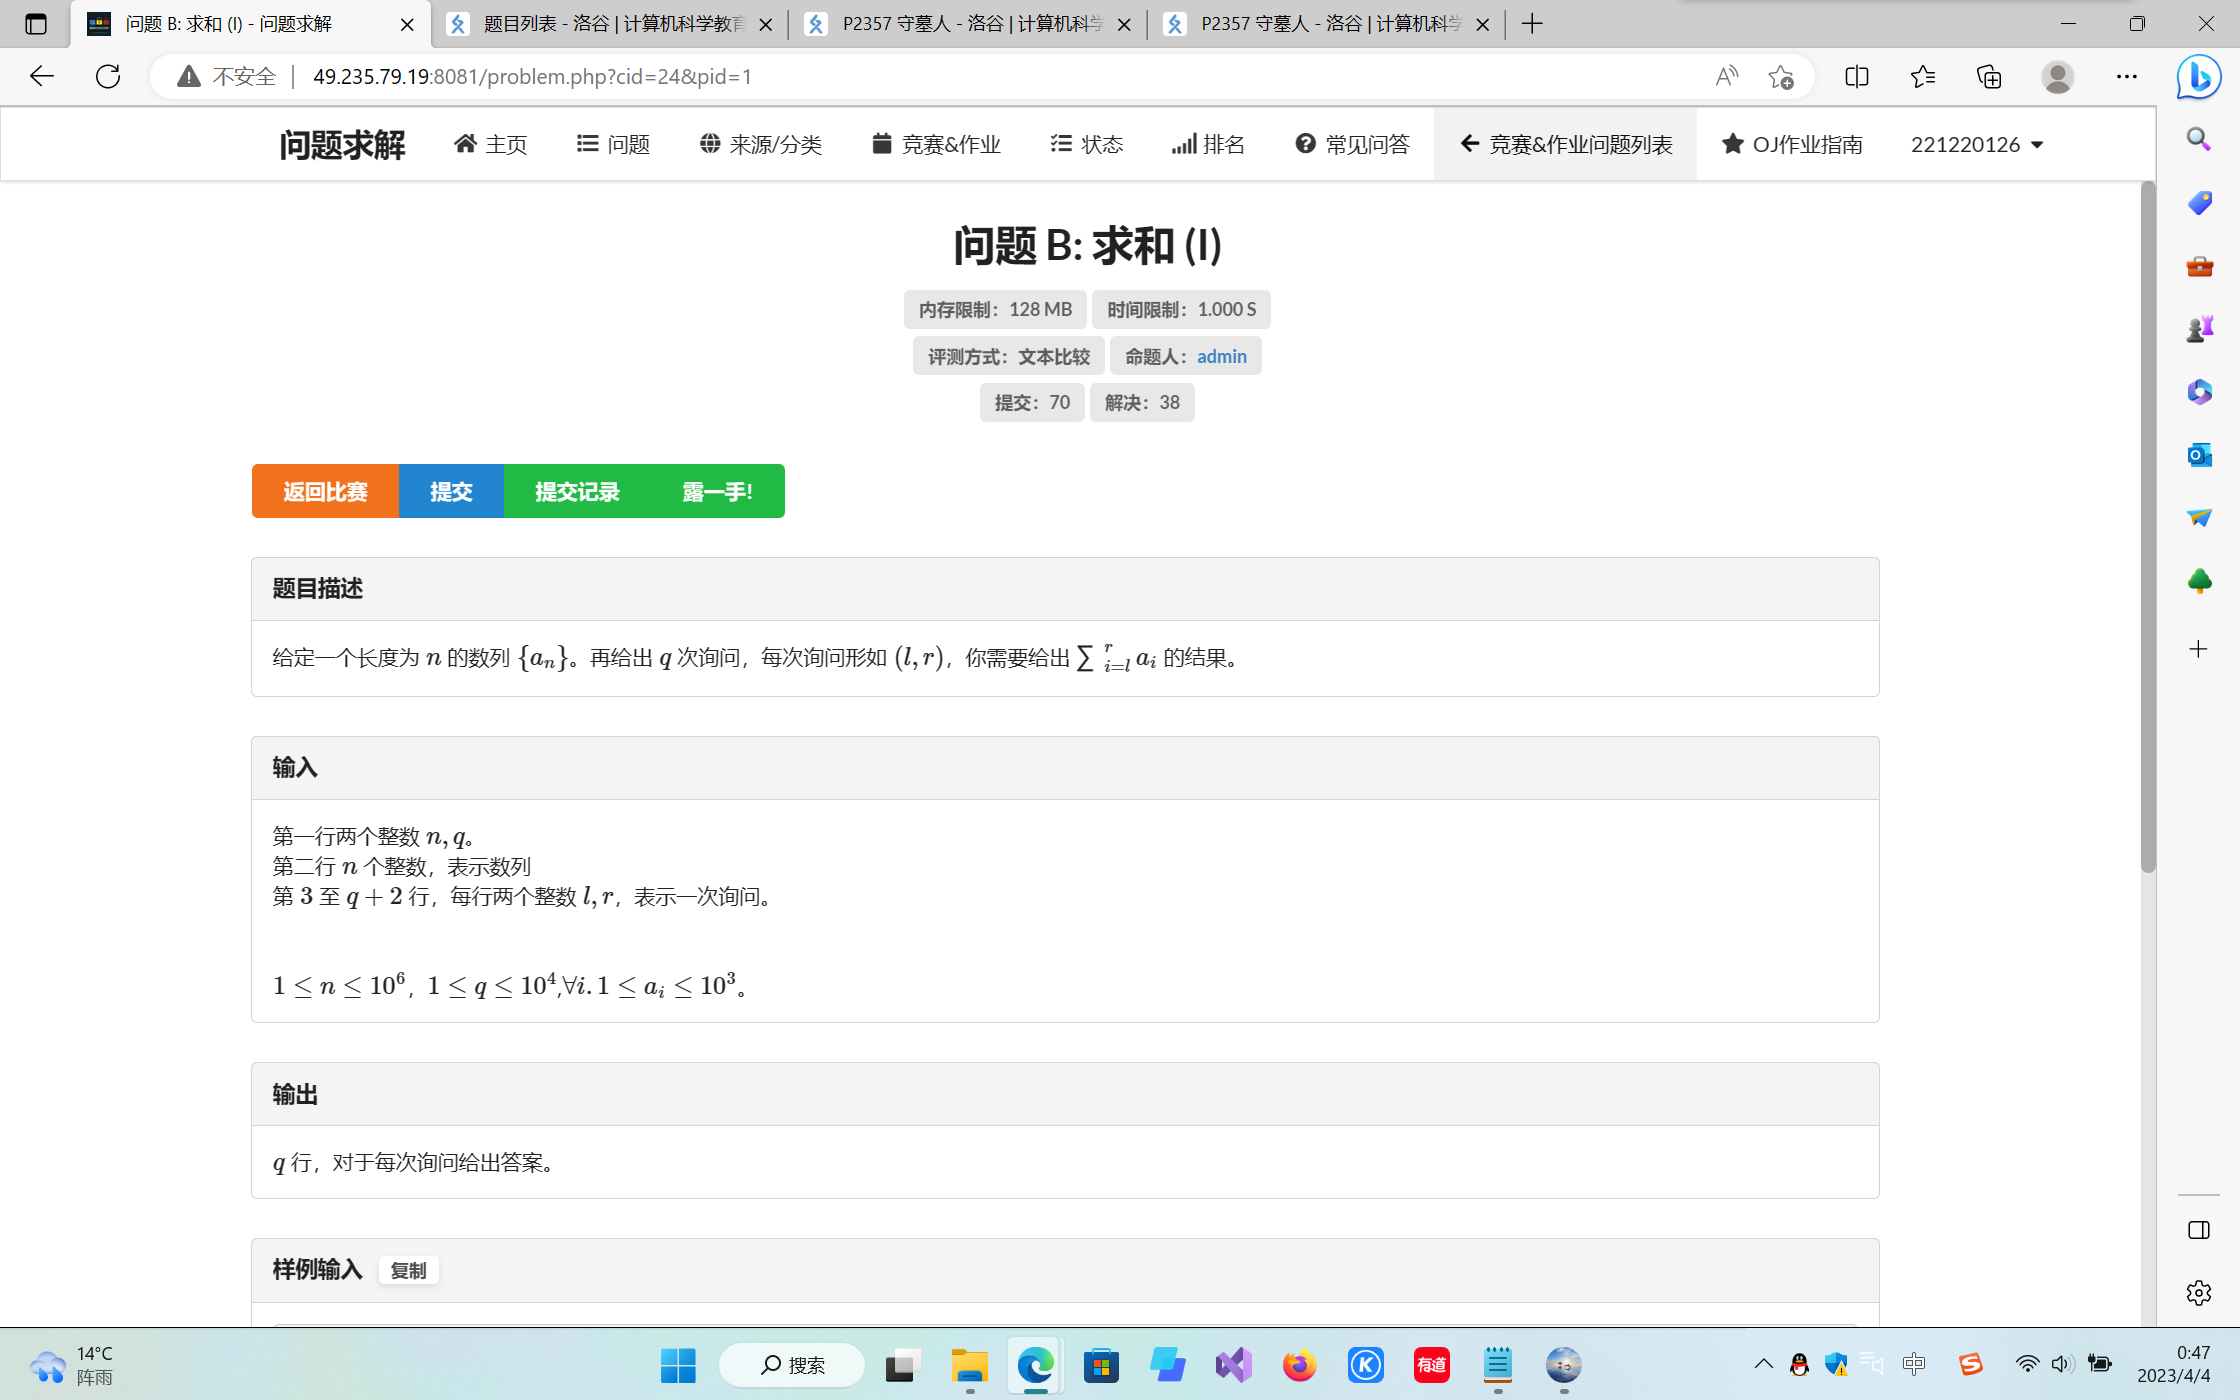 问题 B: 求和 (I) - 问题求解
题目列表 - 洛谷 | 计算机科学教育
P2357 守墓人 - 洛谷 | 计算机科学
P2357 守墓人 - 洛谷 | 计算机科学
不安全 | 49.235.79.19:8081/problem.php?cid=24&pid=1
问题求解 主页 问题 来源/分类 竞赛&作业 状态 排名 常见问答 竞赛&作业问题列表 OJ作业指南 221220126
问题 B: 求和 (I)
内存限制：128 MB 时间限制：1.000 S
评测方式：文本比较 命题人：admin
提交：70 解决：38
返回比赛 提交 提交记录 露一手!
题目描述
给定一个长度为 n 的数列 {a_n}。再给出 q 次询问，每次询问形如 (l, r)，你需要给出 ∑_{i=l}^{r} a_i 的结果。
输入
第一行两个整数 n, q。
第二行 n 个整数，表示数列
第 3 至 q + 2 行，每行两个整数 l, r，表示一次询问。
1 ≤ n ≤ 10^6，1 ≤ q ≤ 10^4,∀i. 1 ≤ a_i ≤ 10^3。
输出
q 行，对于每次询问给出答案。
样例输入 复制
14°C
阵雨
搜索
有道
中
0:47
2023/4/4